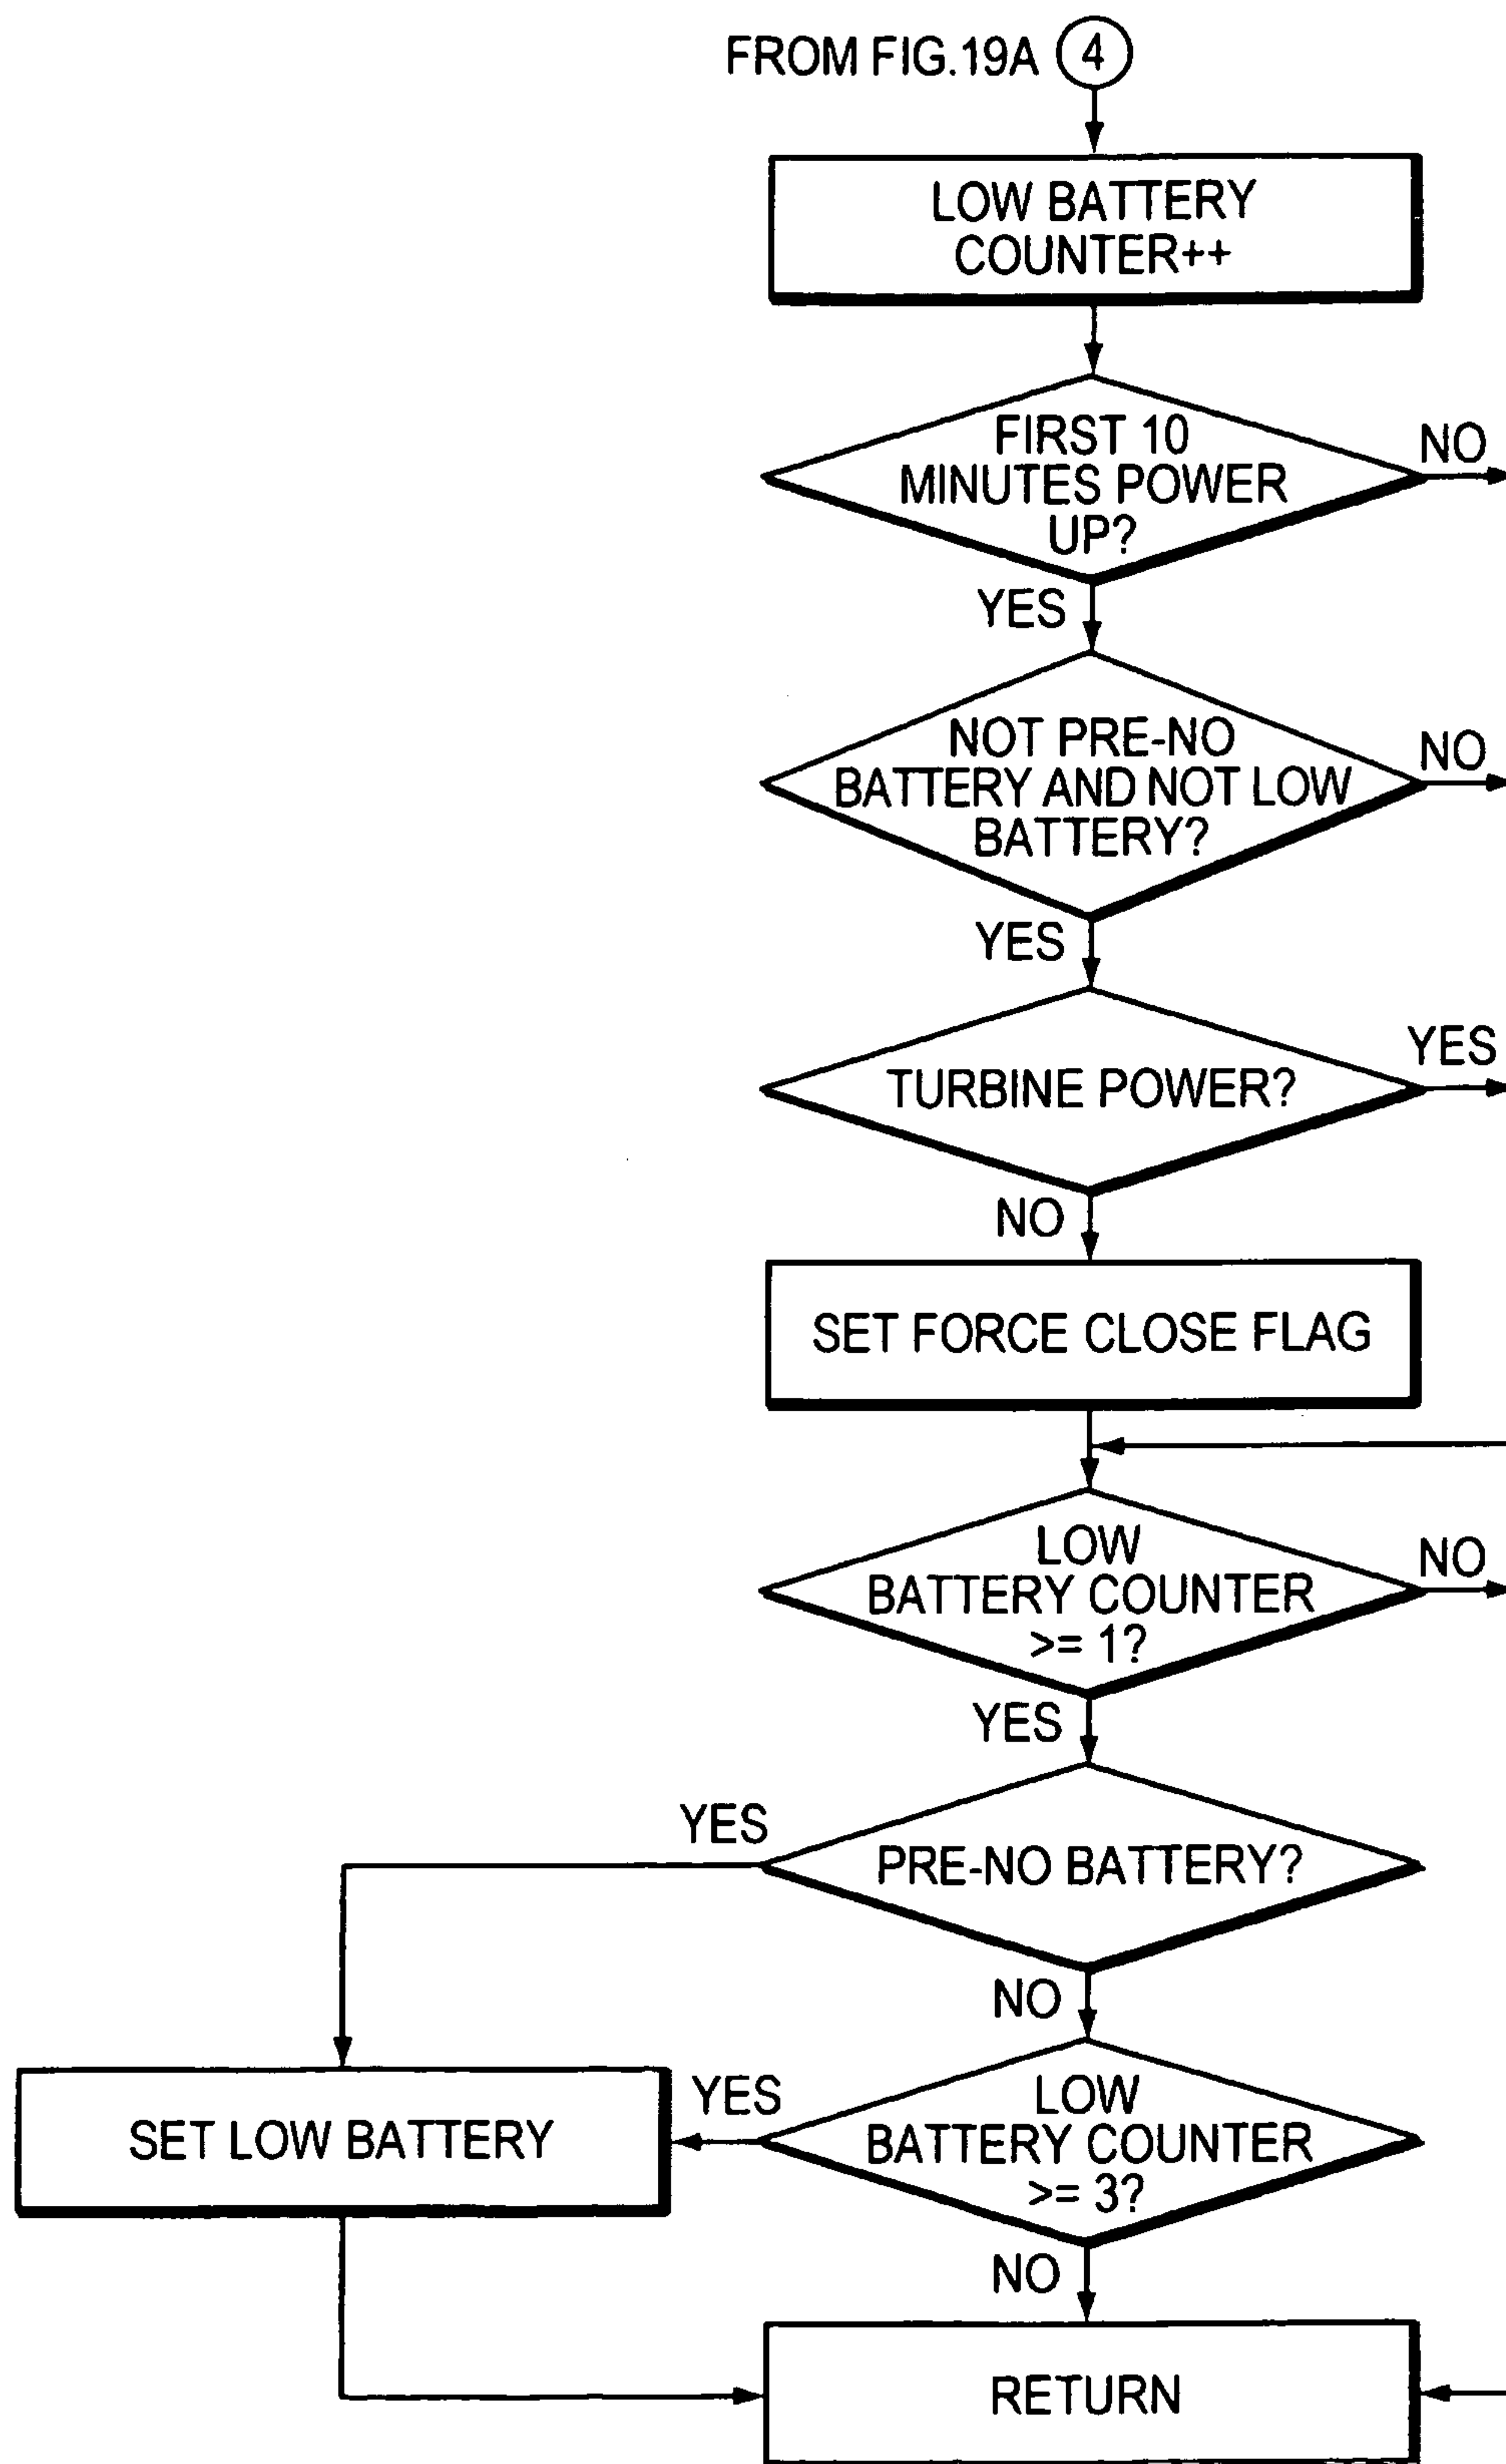 FROM FIG.19A 4
LOW BATTERY
COUNTER++
FIRST 10
MINUTES POWER
UP?
NO
YES
NOT PRE-NO
BATTERY AND NOT LOW
BATTERY?
NO
YES
TURBINE POWER?
YES
NO
SET FORCE CLOSE FLAG
LOW
BATTERY COUNTER
>= 1?
NO
YES
PRE-NO BATTERY?
YES
NO
LOW
BATTERY COUNTER
>= 3?
YES
SET LOW BATTERY
NO
RETURN